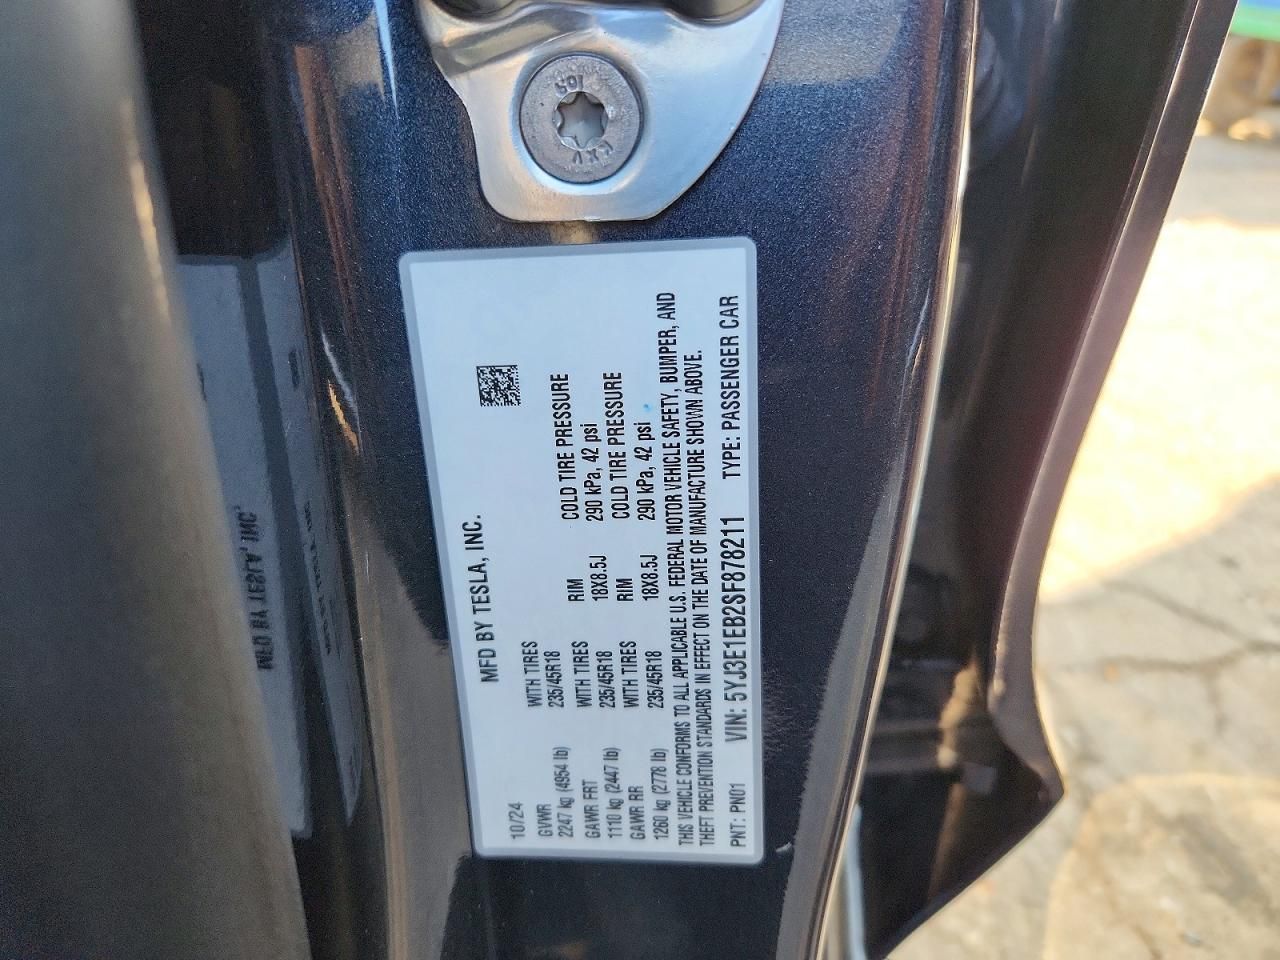 10/24 MFD BY TESLA, INC.
GVWR WITH TIRES COLD TIRE PRESSURE
2247 kg (4954 lb) 235/45R18 RIM 290 kPa, 42 psi
GAWR FRT WITH TIRES 18X8.5J COLD TIRE PRESSURE
1110 kg (2447 lb) 235/45R18 RIM 290 kPa, 42 psi
GAWR RR WITH TIRES 18X8.5J
1260 kg (2778 lb) 235/45R18
THIS VEHICLE CONFORMS TO ALL APPLICABLE U.S. FEDERAL MOTOR VEHICLE SAFETY, BUMPER, AND
THEFT PREVENTION STANDARDS IN EFFECT ON THE DATE OF MANUFACTURE SHOWN ABOVE.
PNT: PN01 VIN: 5YJ3E1EB2SF878211 TYPE: PASSENGER CAR
KXV